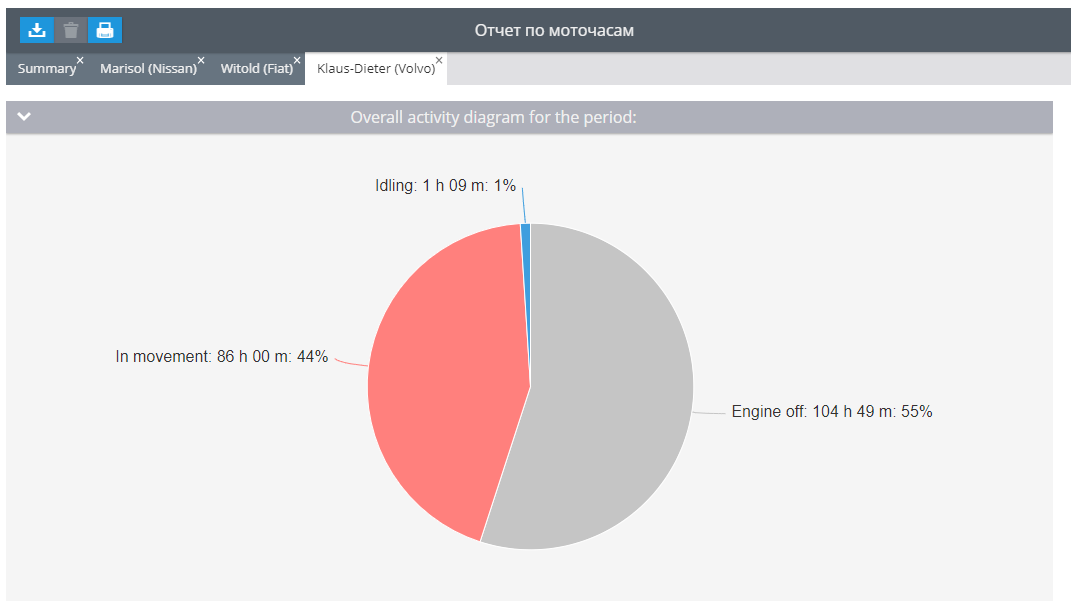 Отчет по моточасам
Summary Marisol (Nissan) Witold (Fiat) Klaus-Dieter (Volvo)
Overall activity diagram for the period:
Idling: 1 h 09 m: 1%
In movement: 86 h 00 m: 44%
Engine off: 104 h 49 m: 55%